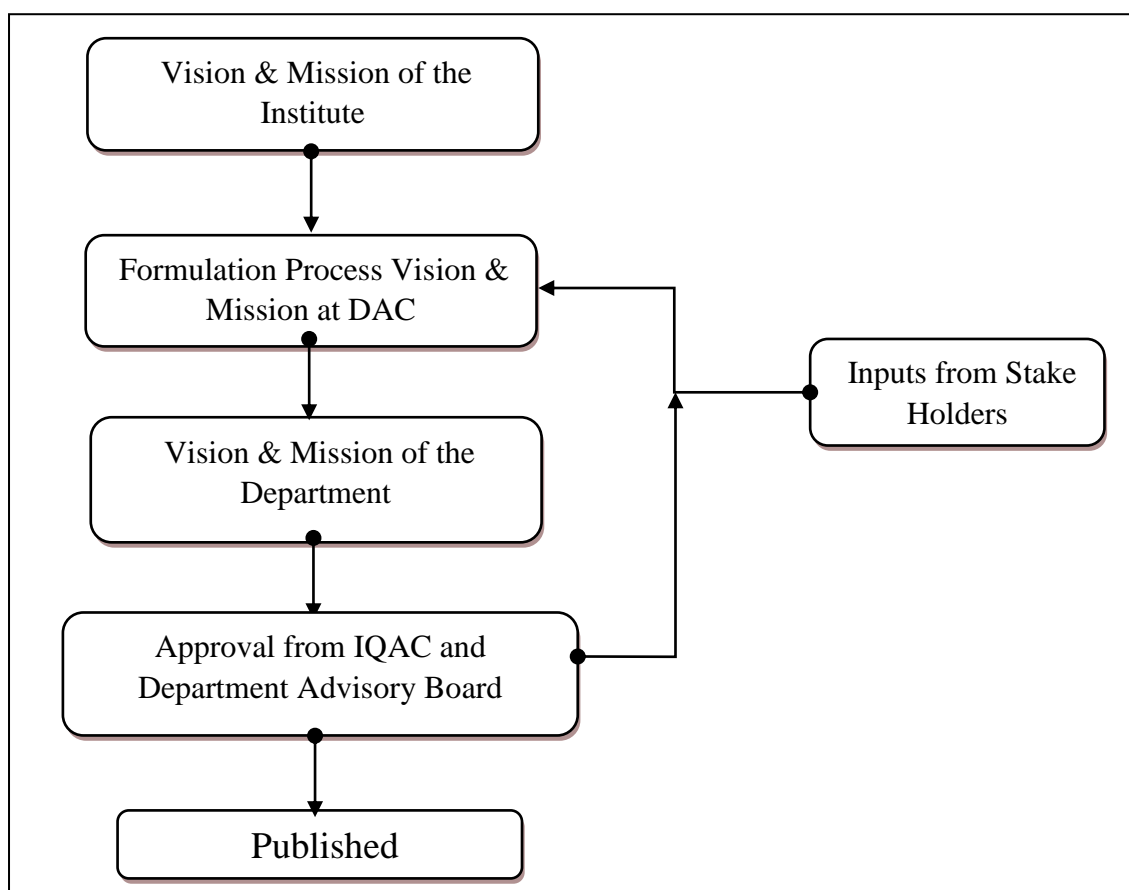 Vision & Mission of the
Institute
Formulation Process Vision &
Mission at DAC
Inputs from Stake
Holders
Vision & Mission of the
Department
Approval from IQAC and
Department Advisory Board
Published